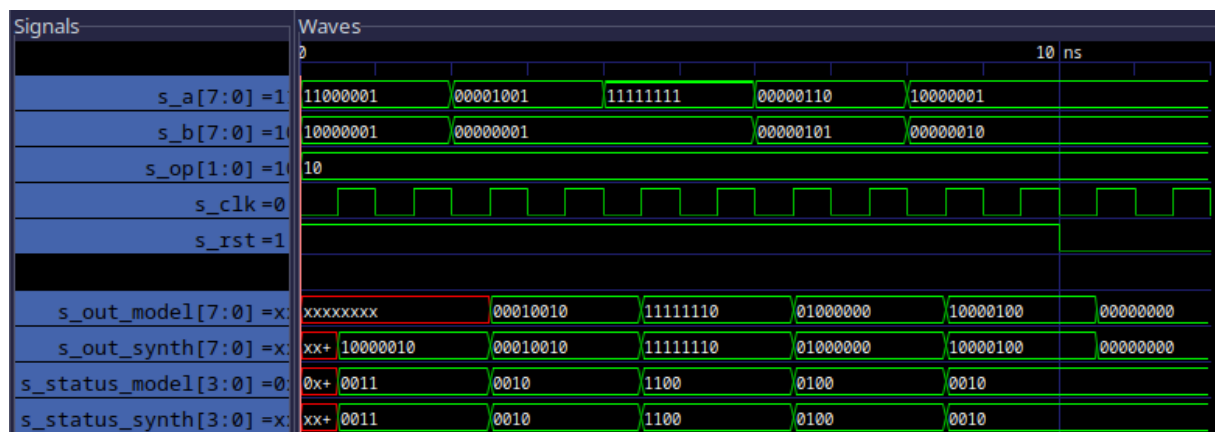 Signals Waves
0 10 ns
s_a[7:0] =1 11000001 00001001 11111111 00000110 10000001
s_b[7:0] =1 10000001 00000001 00000101 00000010
s_op[1:0] =1 10
s_clk =0
s_rst =1
s_out_model[7:0] =x xxxxxxxx 00010010 11111110 01000000 10000100 00000000
s_out_synth[7:0] =x xx+ 10000010 00010010 11111110 01000000 10000100 00000000
s_status_model[3:0] =0 0x+ 0011 0010 1100 0100 0010
s_status_synth[3:0] =x xx+ 0011 0010 1100 0100 0010